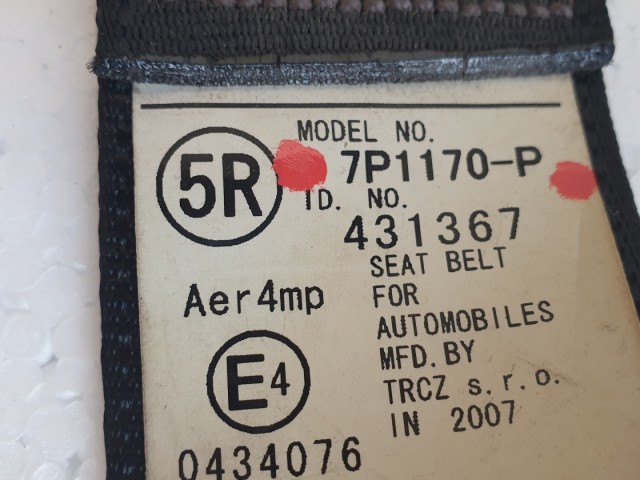 MODEL NO.
5R 7P1170-P
ID. NO.
431367
Aer4mp
SEAT BELT
FOR
AUTOMOBILES
MFD. BY
E4
TRCZ s.r.o.
IN 2007
0434076